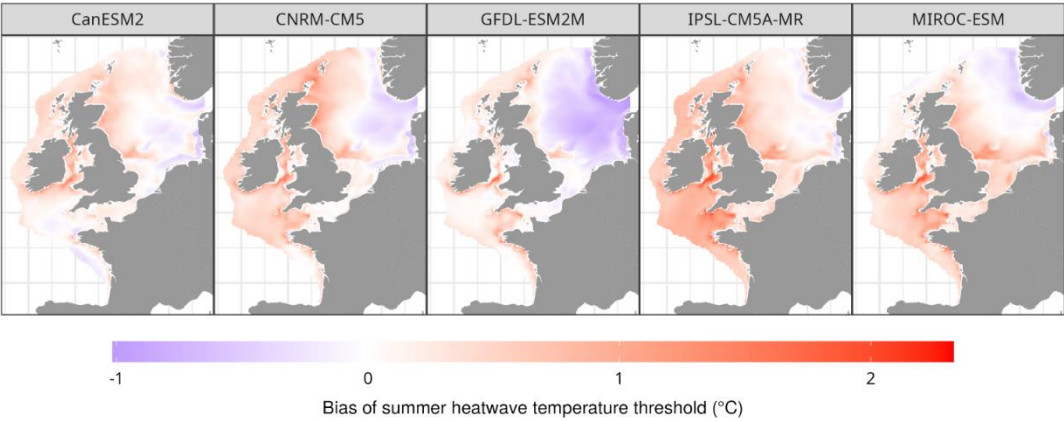 CanESM2 CNRM-CM5 GFDL-ESM2M IPSL-CM5A-MR MIROC-ESM
-1 0 1 2
Bias of summer heatwave temperature threshold (°C)